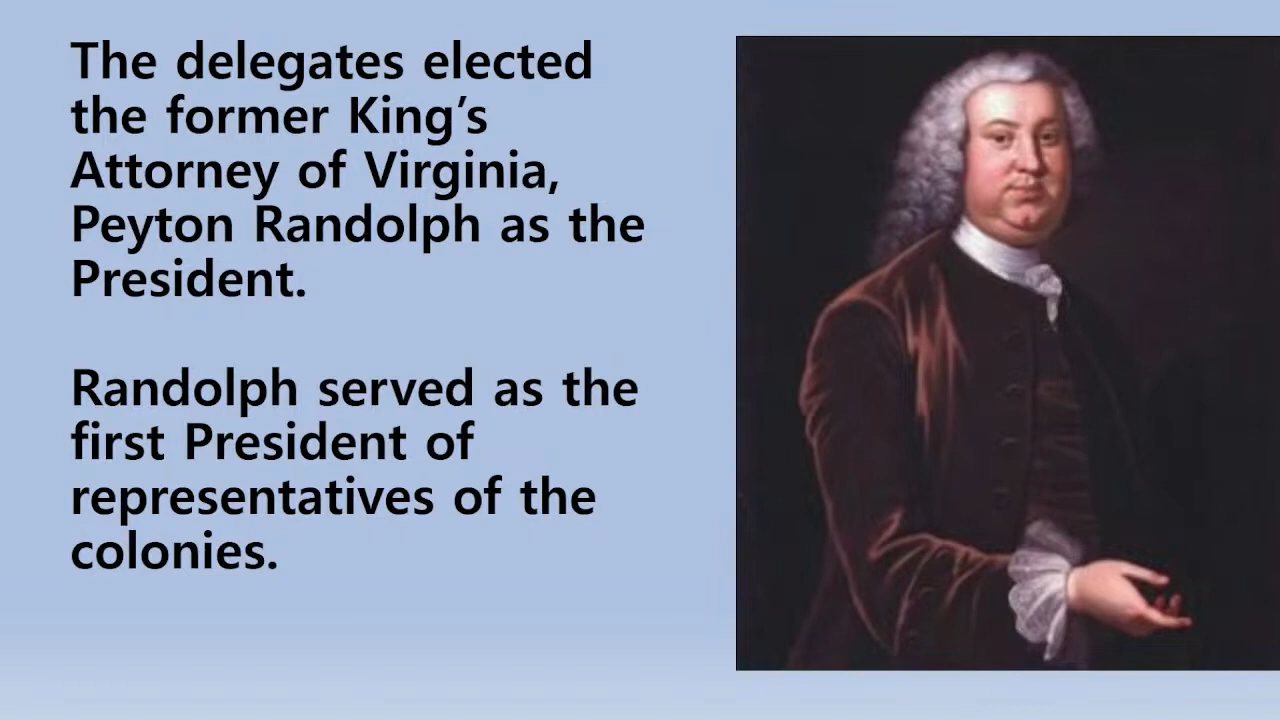 The delegates elected
the former King’s
Attorney of Virginia,
Peyton Randolph as the
President.
Randolph served as the
first President of
representatives of the
colonies.